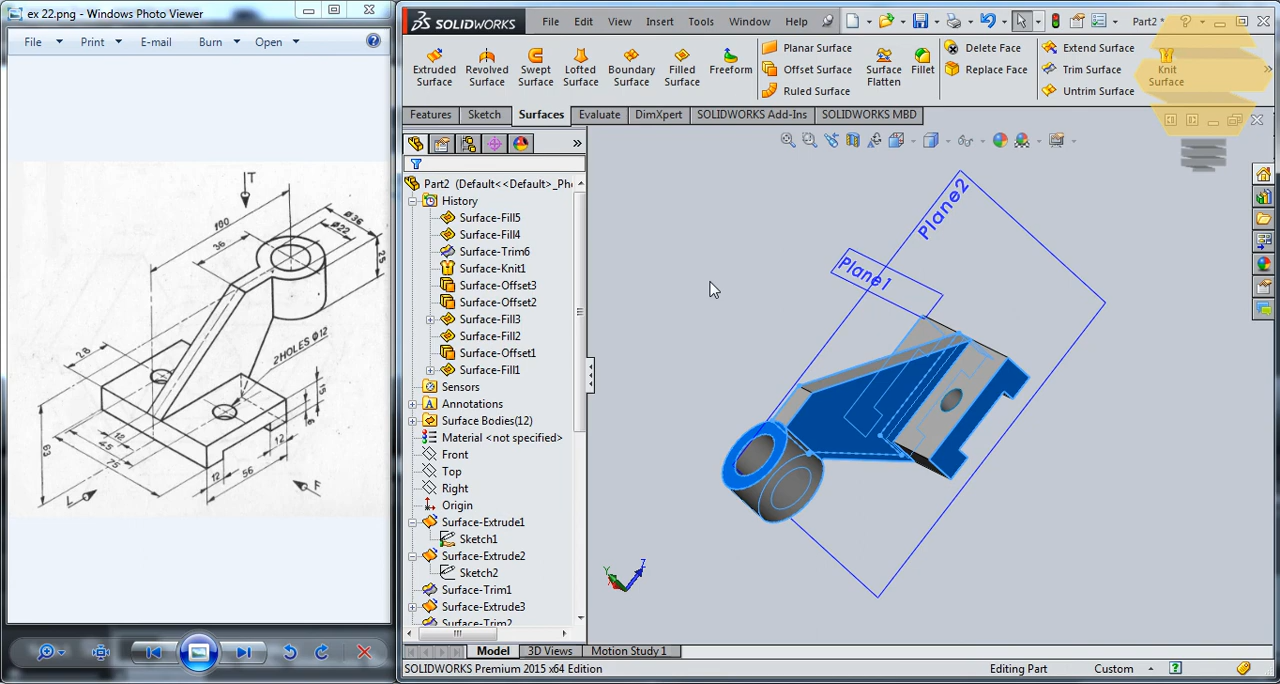 ex 22.png - Windows Photo Viewer
File Print E-mail Burn Open
T
100
36
Ø36
Ø22
25
28
2HOLES Ø12
15
6
63
12
45
75
12
12
56
L
F
SOLIDWORKS
File Edit View Insert Tools Window Help Part2 *
Extruded Surface
Revolved Surface
Swept Surface
Lofted Surface
Boundary Surface
Filled Surface
Freeform
Planar Surface
Offset Surface
Ruled Surface
Surface Flatten
Fillet
Delete Face
Replace Face
Extend Surface
Trim Surface
Untrim Surface
Knit Surface
Features Sketch Surfaces Evaluate DimXpert SOLIDWORKS Add-Ins SOLIDWORKS MBD
Part2 (Default<<Default>_Ph
History
Surface-Fill5
Surface-Fill4
Surface-Trim6
Surface-Knit1
Surface-Offset3
Surface-Offset2
Surface-Fill3
Surface-Fill2
Surface-Offset1
Surface-Fill1
Sensors
Annotations
Surface Bodies(12)
Material <not specified>
Front
Top
Right
Origin
Surface-Extrude1
Sketch1
Surface-Extrude2
Sketch2
Surface-Trim1
Surface-Extrude3
Surface-Trim2
Plane2
Plane1
Y
Z
Model 3D Views Motion Study 1
SOLIDWORKS Premium 2015 x64 Edition Editing Part Custom